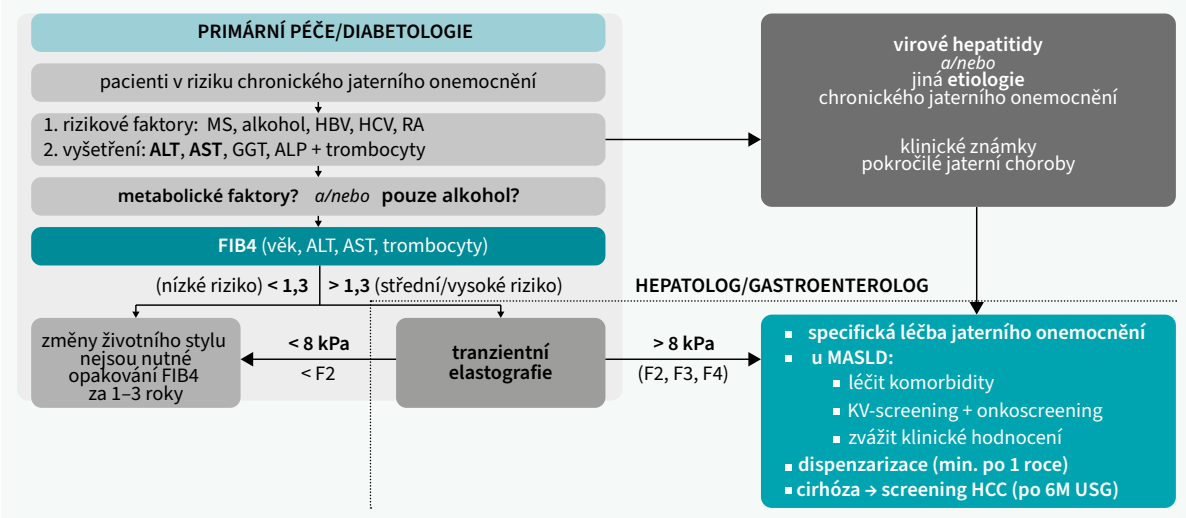 PRIMÁRNÍ PÉČE/DIABETOLOGIE
pacienti v riziku chronického jaterního onemocnění
1. rizikové faktory: MS, alkohol, HBV, HCV, RA
2. vyšetření: ALT, AST, GGT, ALP + trombocyty
metabolické faktory? a/nebo pouze alkohol?
FIB4 (věk, ALT, AST, trombocyty)
(nízké riziko) < 1,3
> 1,3 (střední/vysoké riziko)
změny životního stylu
nejsou nutné
opakování FIB4
za 1–3 roky
< 8 kPa
< F2
tranzientní
elastografie
> 8 kPa
(F2, F3, F4)
virové hepatitidy
a/nebo
jiná etiologie
chronického jaterního onemocnění
klinické známky
pokročilé jaterní choroby
HEPATOLOG/GASTROENTEROLOG
▪ specifická léčba jaterního onemocnění
▪ u MASLD:
▪ léčit komorbidity
▪ KV-screening + onkoscreening
▪ zvážit klinické hodnocení
▪ dispenzarizace (min. po 1 roce)
▪ cirhóza → screening HCC (po 6M USG)